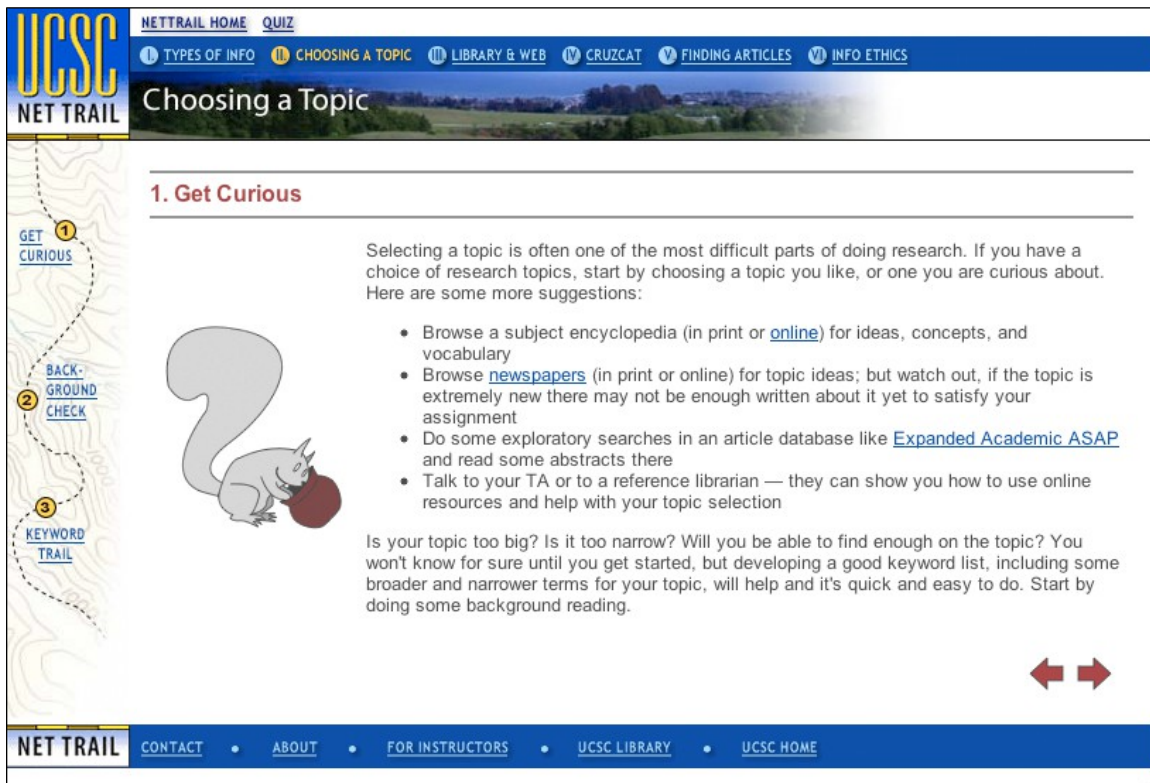 UCSC
NET TRAIL
NETTRAIL HOME QUIZ
I. TYPES OF INFO II. CHOOSING A TOPIC III LIBRARY & WEB IV CRUZCAT V FINDING ARTICLES VI INFO ETHICS
Choosing a Topic
1. Get Curious
1
GET
CURIOUS
2
BACK-
GROUND
CHECK
3
KEYWORD
TRAIL
1000
Selecting a topic is often one of the most difficult parts of doing research. If you have a
choice of research topics, start by choosing a topic you like, or one you are curious about.
Here are some more suggestions:
• Browse a subject encyclopedia (in print or online) for ideas, concepts, and
vocabulary
• Browse newspapers (in print or online) for topic ideas; but watch out, if the topic is
extremely new there may not be enough written about it yet to satisfy your
assignment
• Do some exploratory searches in an article database like Expanded Academic ASAP
and read some abstracts there
• Talk to your TA or to a reference librarian — they can show you how to use online
resources and help with your topic selection
Is your topic too big? Is it too narrow? Will you be able to find enough on the topic? You
won't know for sure until you get started, but developing a good keyword list, including some
broader and narrower terms for your topic, will help and it's quick and easy to do. Start by
doing some background reading.
NET TRAIL
CONTACT • ABOUT • FOR INSTRUCTORS • UCSC LIBRARY • UCSC HOME